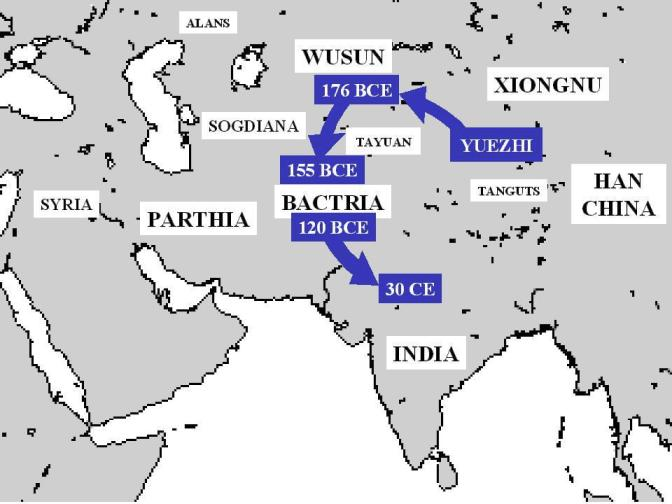 ALANS
WUSUN
XIONGNU
176 BCE
SOGDIANA
TAYUAN
YUEZHI
155 BCE
TANGUTS
HAN
CHINA
SYRIA
PARTHIA
BACTRIA
120 BCE
30 CE
INDIA